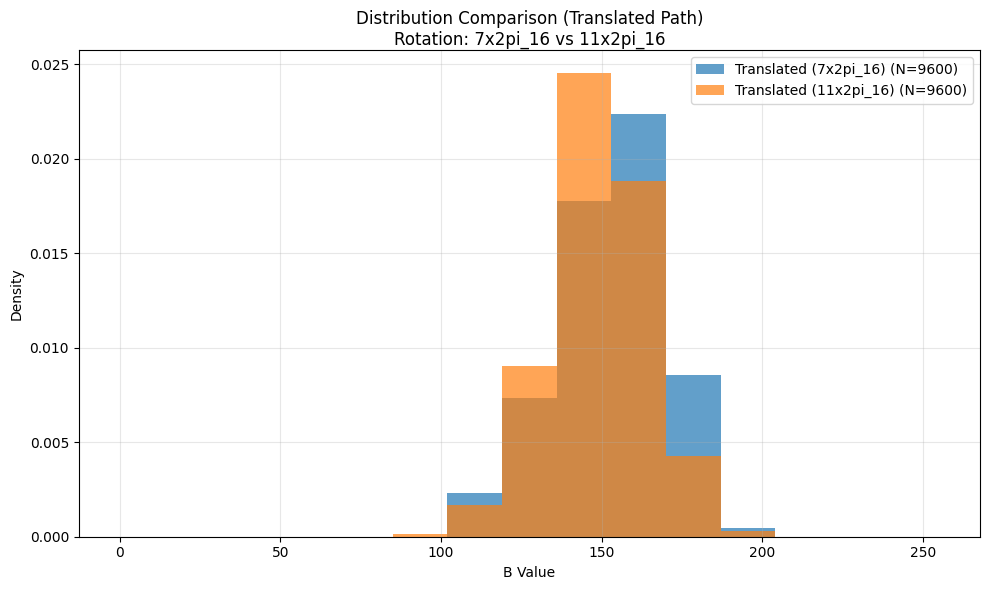 Distribution Comparison (Translated Path)
Rotation: 7x2pi_16 vs 11x2pi_16
Translated (7x2pi_16) (N=9600)
Translated (11x2pi_16) (N=9600)
Density
0.025
0.020
0.015
0.010
0.005
0.000
0 50 100 150 200 250
B Value